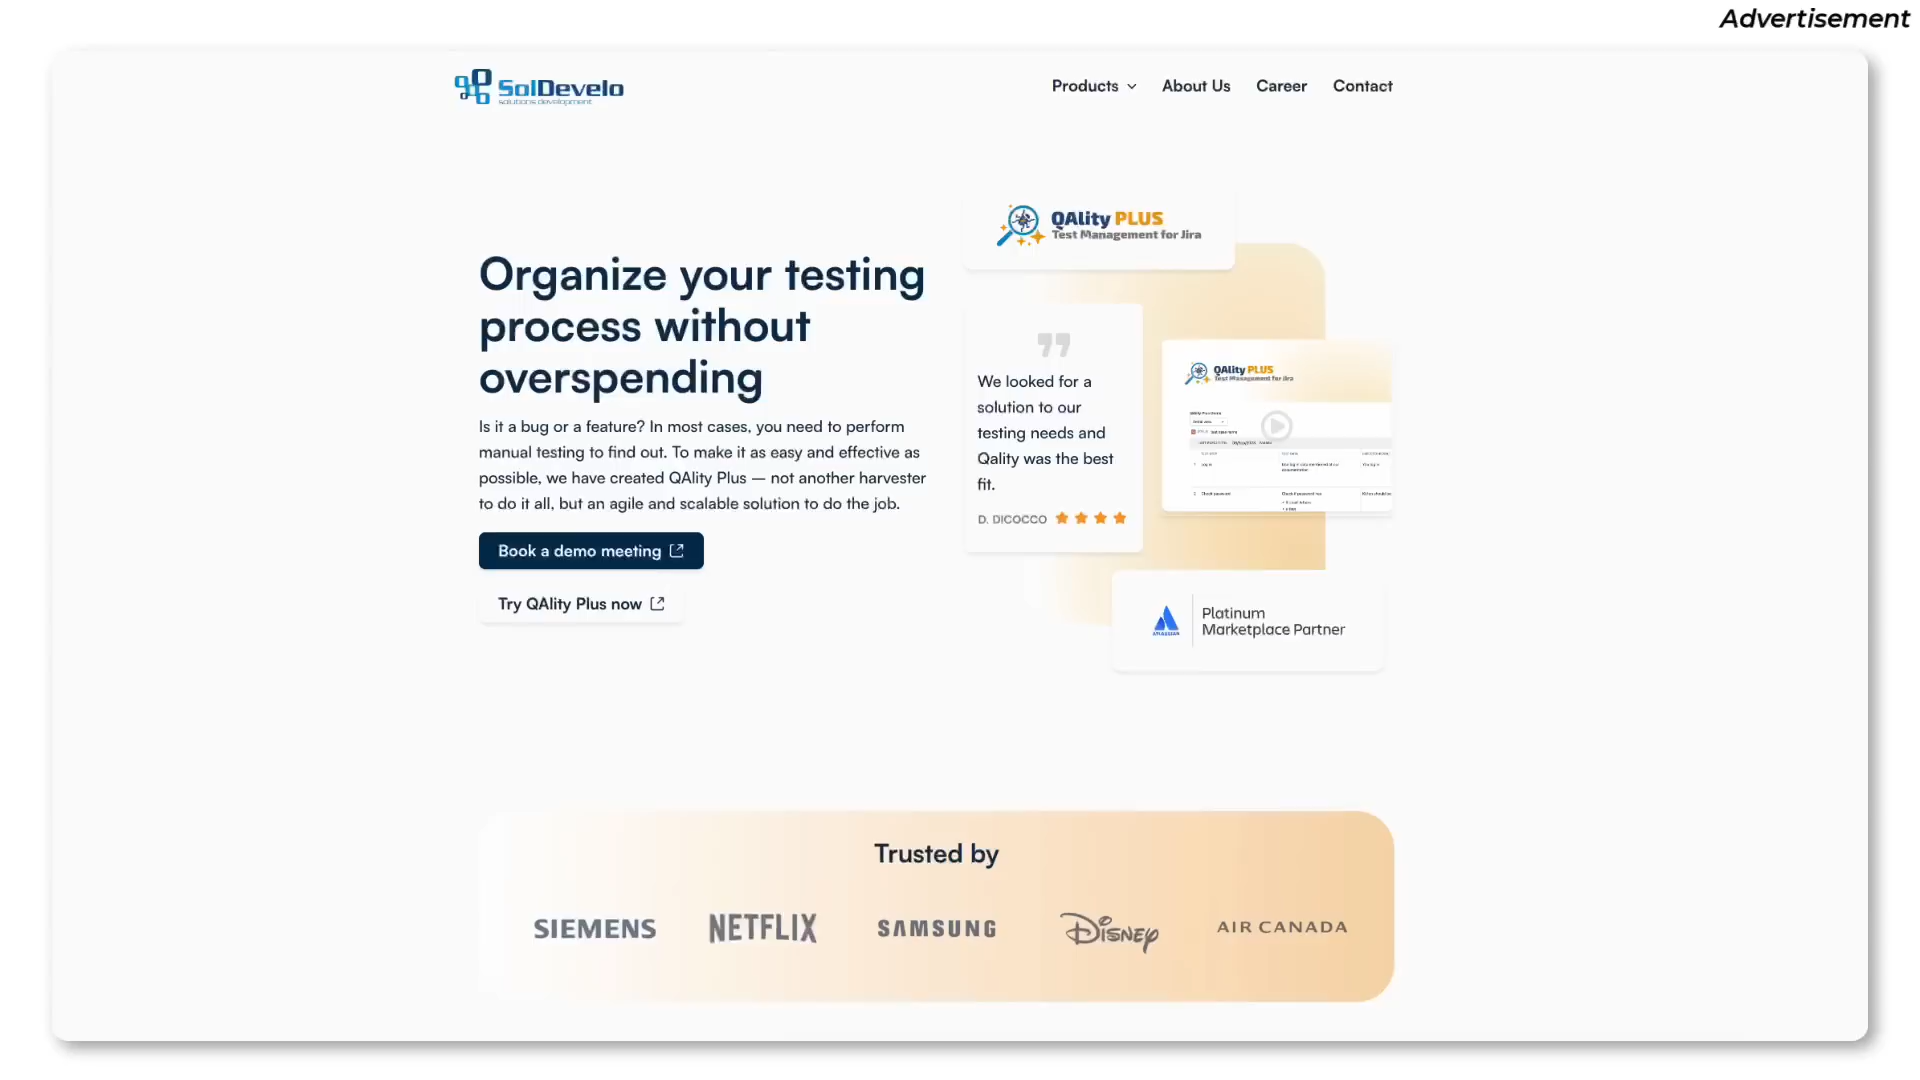 Advertisement
SolDevelo
solutions development
Products
About Us
Career
Contact
QAlity PLUS
Test Management for Jira
Organize your testing
process without
overspending
Is it a bug or a feature? In most cases, you need to perform
manual testing to find out. To make it as easy and effective as
possible, we have created QAlity Plus — not another harvester
to do it all, but an agile and scalable solution to do the job.
Book a demo meeting
Try QAlity Plus now
We looked for a
solution to our
testing needs and
Qality was the best
fit.
D. DICOCCO
QAlity PLUS
Test Management for Jira
ATLASSIAN
Platinum
Marketplace Partner
Trusted by
SIEMENS
NETFLIX
SAMSUNG
Disney
AIR CANADA